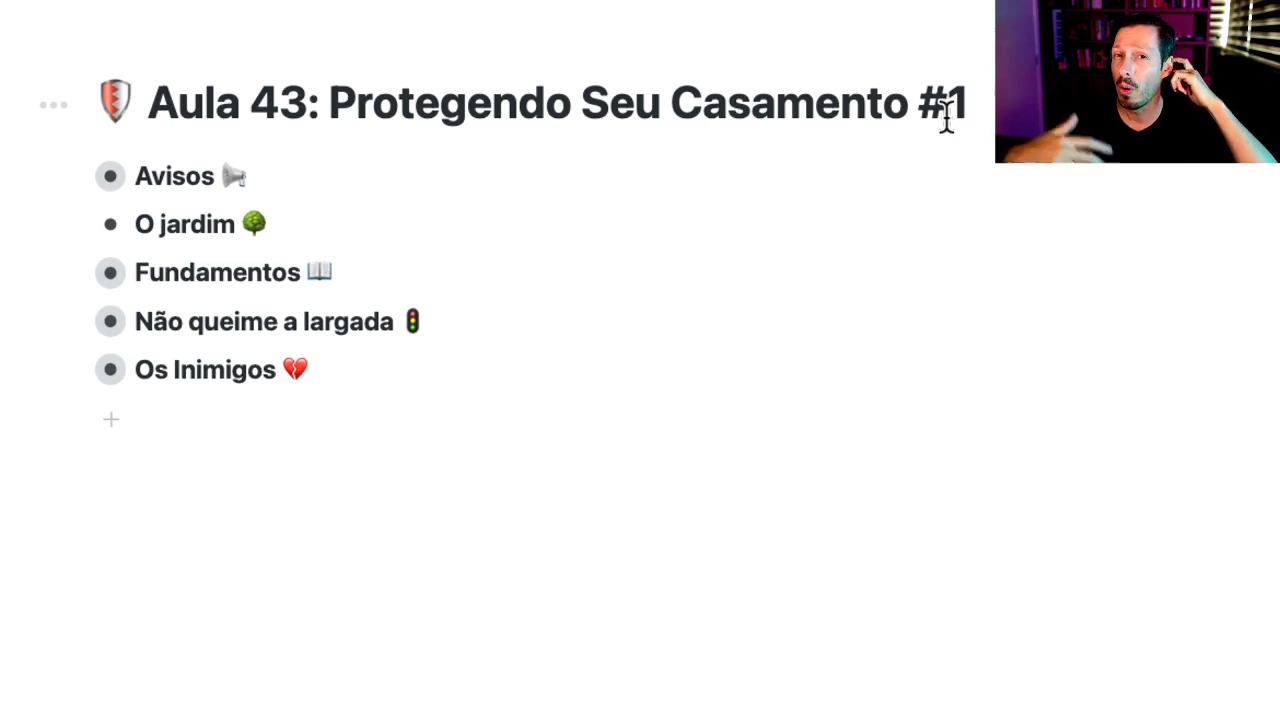 Aula 43: Protegendo Seu Casamento #1
Avisos
O jardim
Fundamentos
Não queime a largada
Os Inimigos